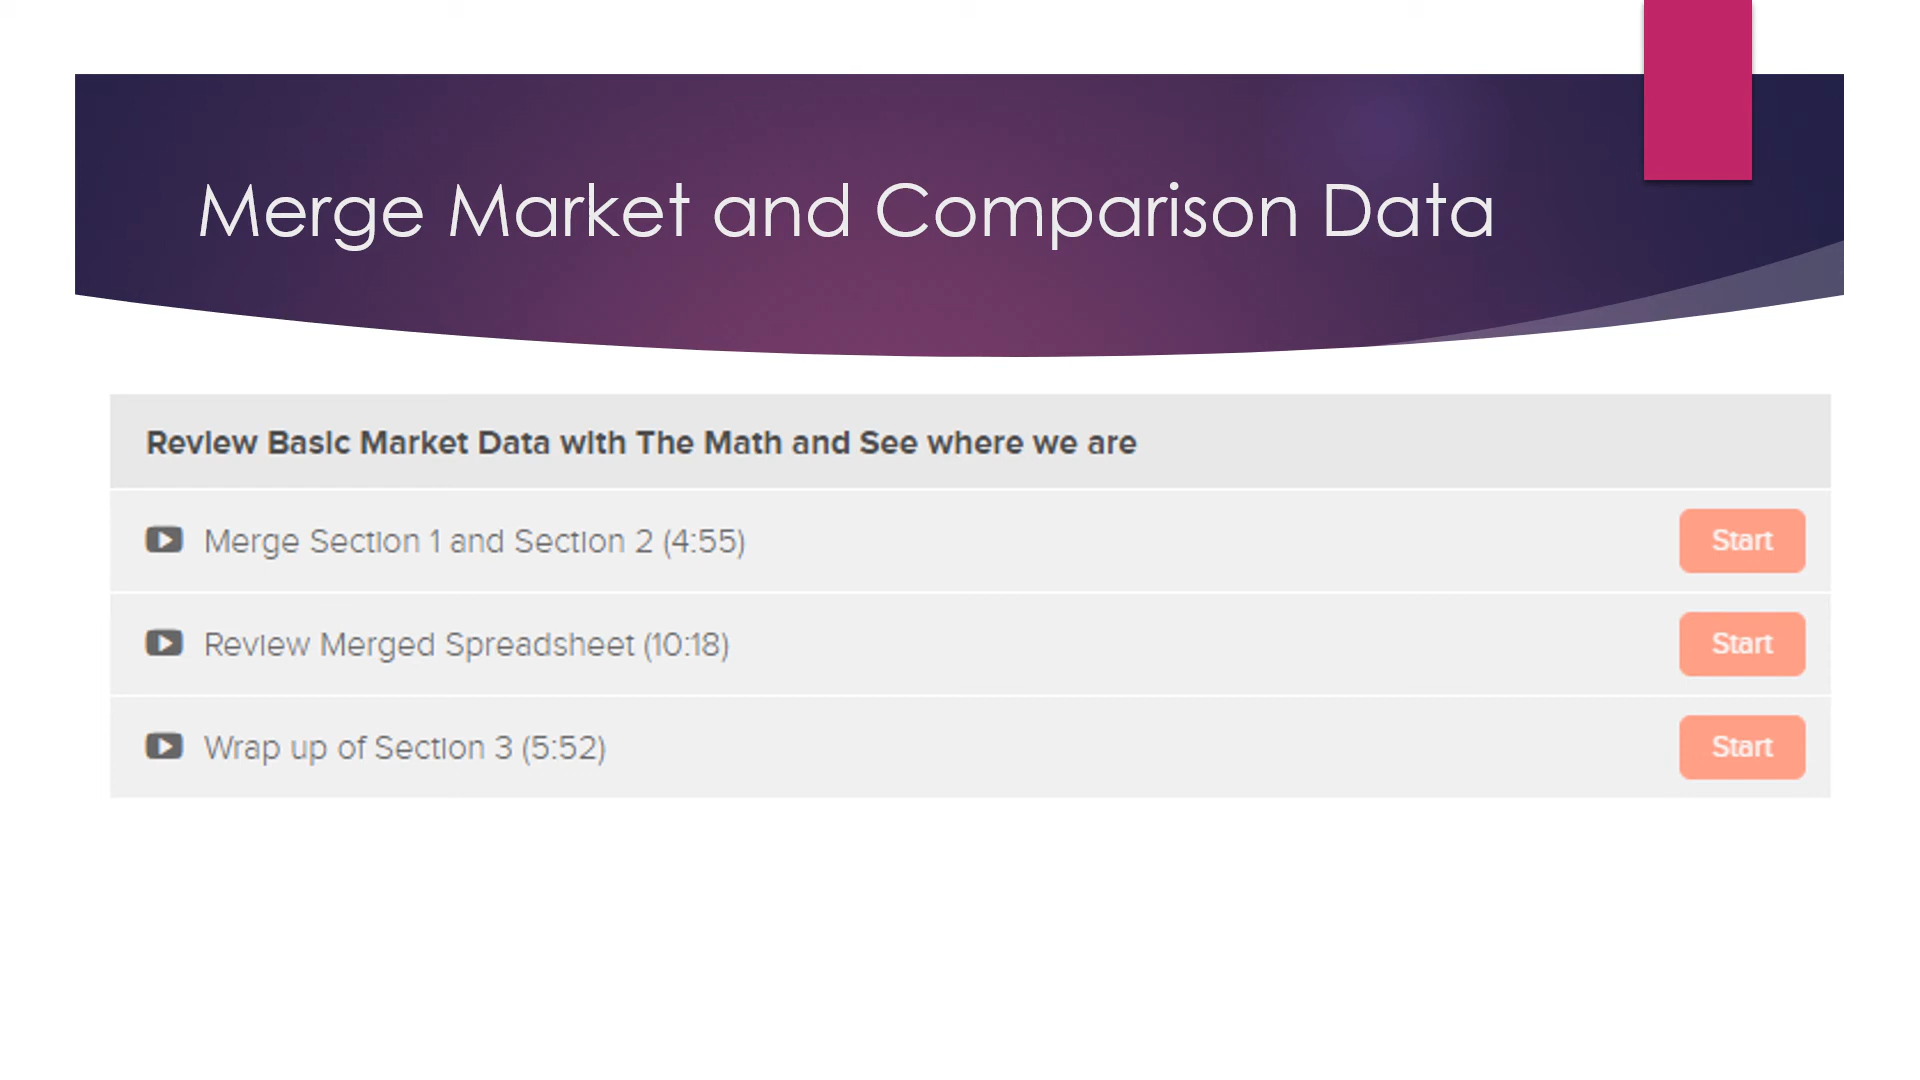 Merge Market and Comparison Data
Review Basic Market Data with The Math and See where we are
Merge Section 1 and Section 2 (4:55)
Start
Review Merged Spreadsheet (10:18)
Start
Wrap up of Section 3 (5:52)
Start